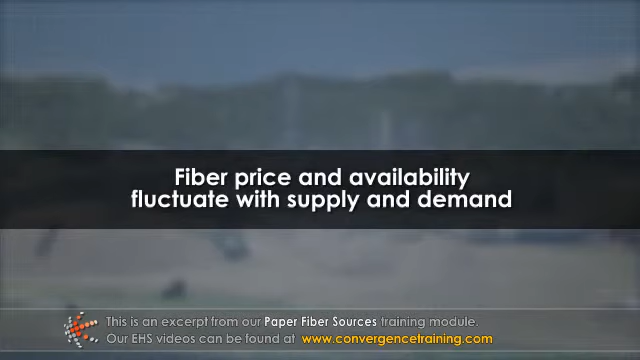 Fiber price and availability
fluctuate with supply and demand
This is an excerpt from our Paper Fiber Sources training module.
Our EHS videos can be found at www.convergencetraining.com